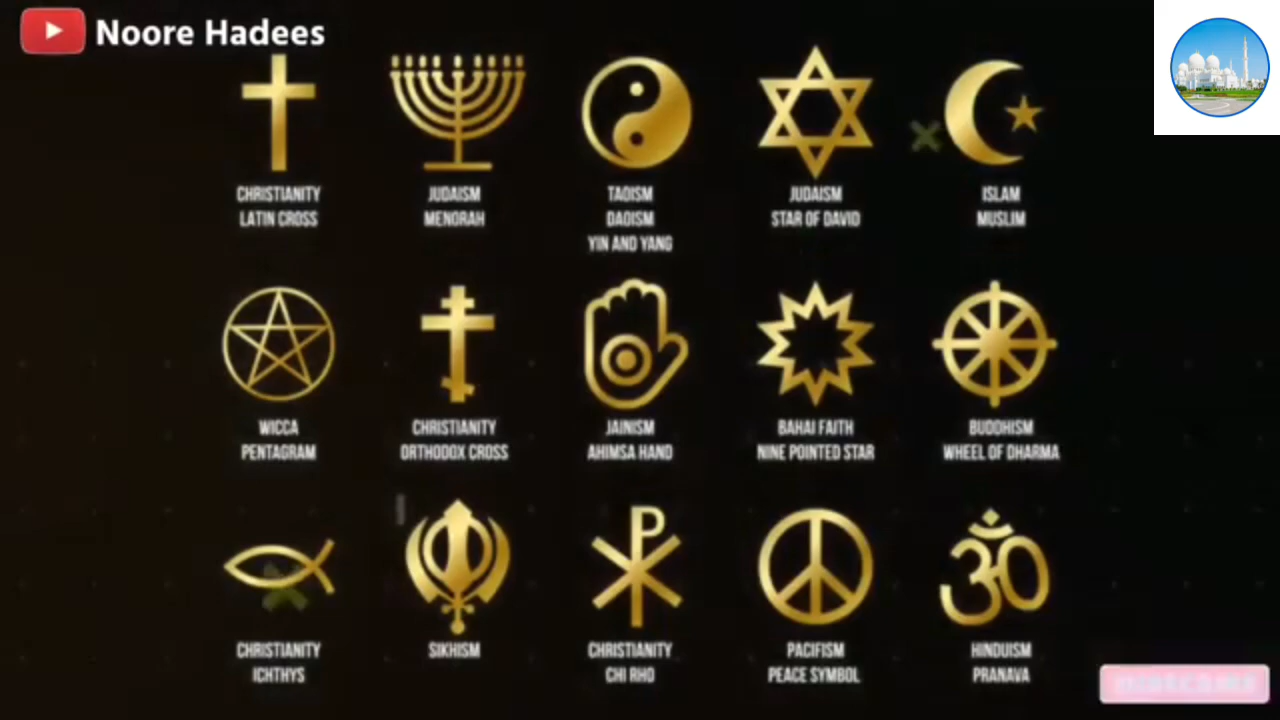 Noore Hadees
CHRISTIANITY
LATIN CROSS
JUDAISM
MENORAH
TAOISM
DAOISM
YIN AND YANG
JUDAISM
STAR OF DAVID
ISLAM
MUSLIM
WICCA
PENTAGRAM
CHRISTIANITY
ORTHODOX CROSS
JAINISM
AHIMSA HAND
BAHAI FAITH
NINE POINTED STAR
BUDDHISM
WHEEL OF DHARMA
CHRISTIANITY
ICHTHYS
SIKHISM
CHRISTIANITY
CHI RHO
PACIFISM
PEACE SYMBOL
HINDUISM
PRANAVA